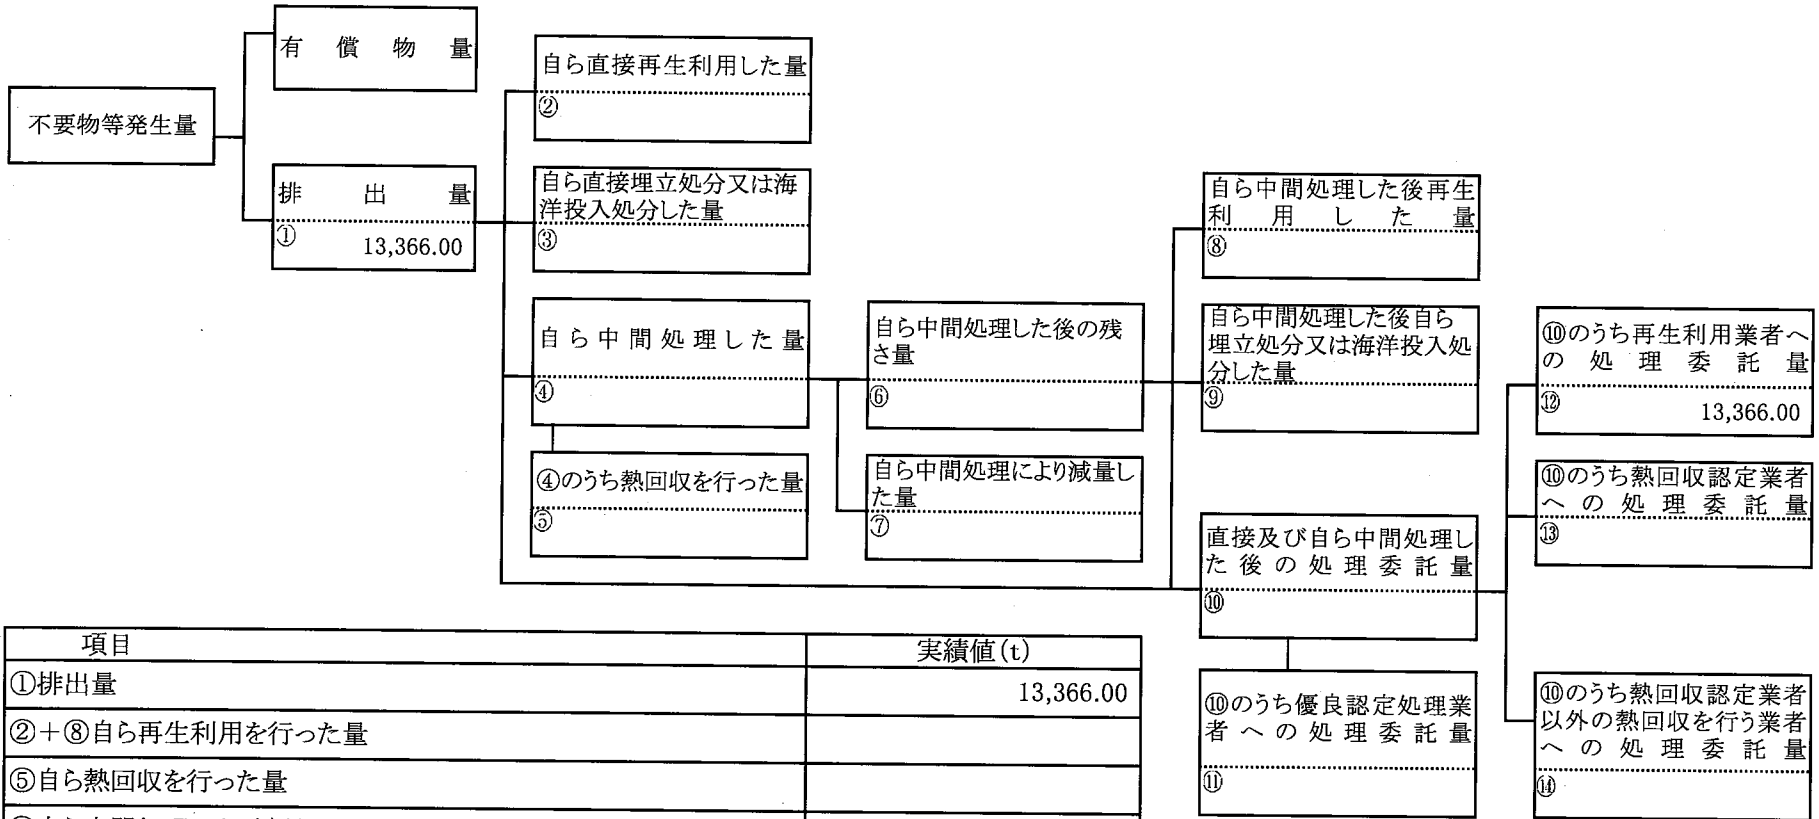 有償物量
不要物等発生量
排出量
①
13,366.00
自ら直接再生利用した量
②
自ら直接埋立処分又は海
洋投入処分した量
③
自ら中間処理した量
④
④のうち熱回収を行った量
⑤
自ら中間処理した後の残
さ量
⑥
自ら中間処理により減量し
た量
⑦
自ら中間処理した後再生
利用した量
⑧
自ら中間処理した後自ら
埋立処分又は海洋投入処
分した量
⑨
直接及び自ら中間処理し
た後の処理委託量
⑩
⑩のうち優良認定処理業
者への処理委託量
⑪
⑩のうち再生利用業者へ
の処理委託量
⑫
13,366.00
⑩のうち熱回収認定業者
への処理委託量
⑬
⑩のうち熱回収認定業者
以外の熱回収を行う業者
への処理委託量
⑭
項目 実績値(t)
①排出量 13,366.00
②+⑧自ら再生利用を行った量
⑤自ら熱回収を行った量